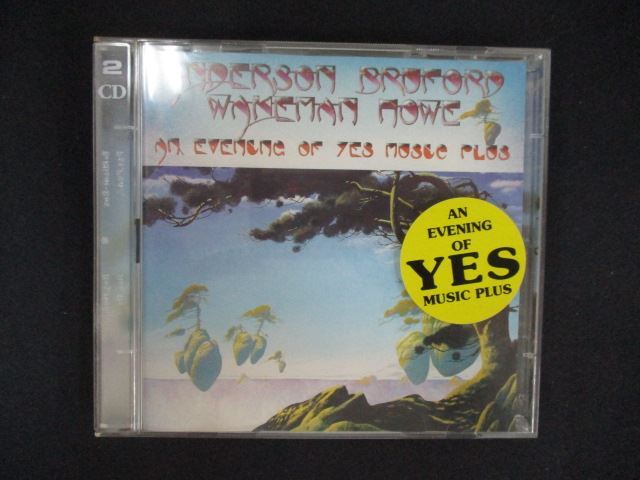 2
CD
ANDERSON BRUFORD
WAKEMAN HOWE
AN EVENING OF YES MUSIC PLUS
AN
EVENING
OF
YES
MUSIC PLUS